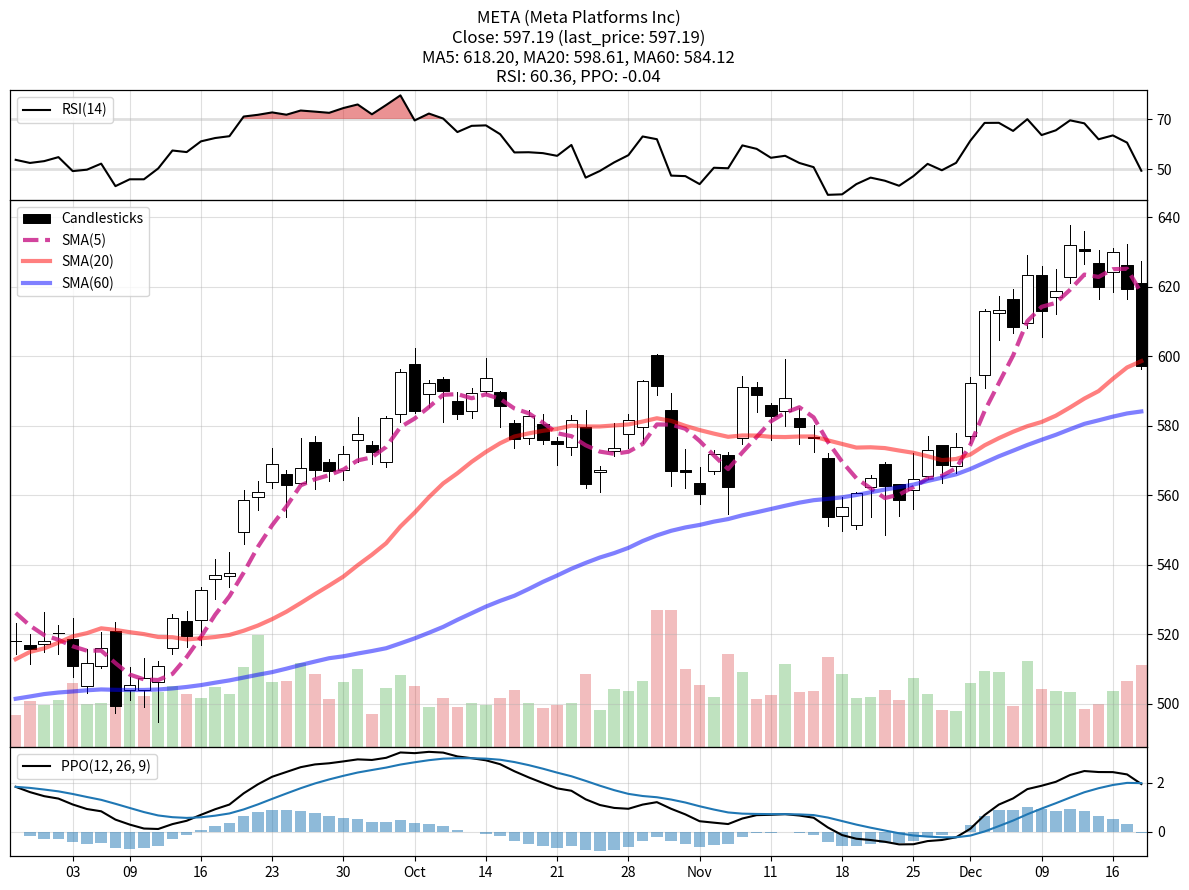 META (Meta Platforms Inc)
Close: 597.19 (last_price: 597.19)
MA5: 618.20, MA20: 598.61, MA60: 584.12
RSI: 60.36, PPO: -0.04
RSI(14)
70
50
Candlesticks
SMA(5)
SMA(20)
SMA(60)
640
620
600
580
560
540
520
500
PPO(12, 26, 9)
2
0
03 09 16 23 30 Oct 14 21 28 Nov 11 18 25 Dec 09 16